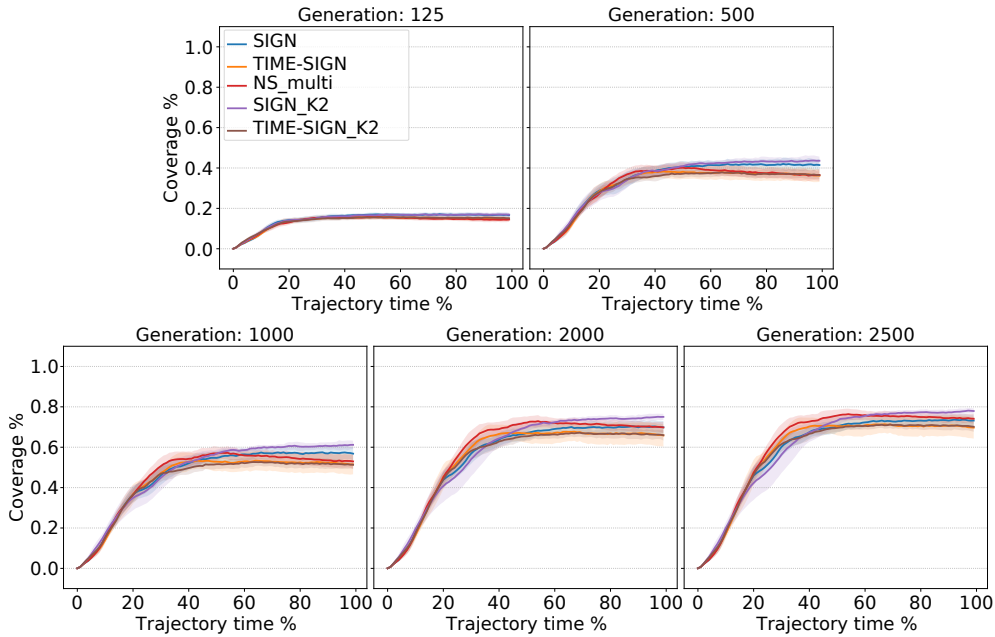 Generation: 125
Generation: 500
SIGN
TIME-SIGN
NS_multi
SIGN_K2
TIME-SIGN_K2
Coverage %
1.0
0.8
0.6
0.4
0.2
0.0
0 20 40 60 80 100
Trajectory time %
0 20 40 60 80 100
Trajectory time %
Generation: 1000
Generation: 2000
Generation: 2500
Coverage %
1.0
0.8
0.6
0.4
0.2
0.0
0 20 40 60 80 100
Trajectory time %
0 20 40 60 80 100
Trajectory time %
0 20 40 60 80 100
Trajectory time %